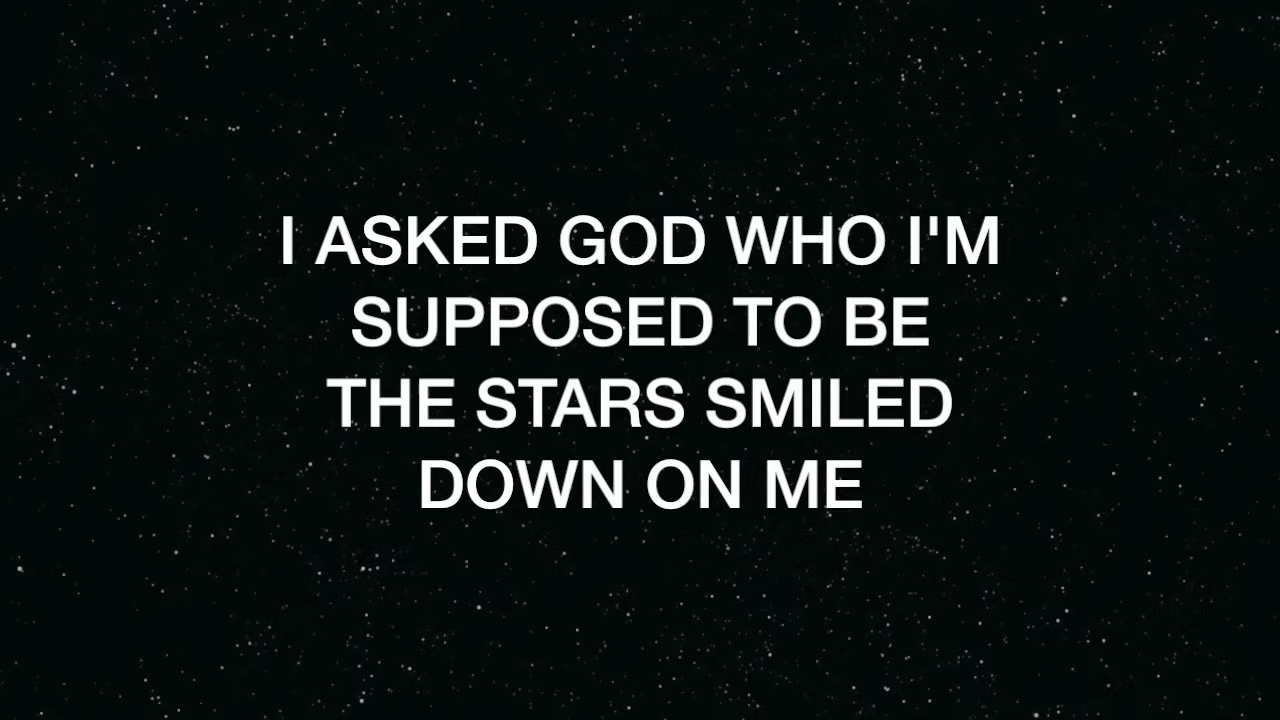 I ASKED GOD WHO I'M
SUPPOSED TO BE
THE STARS SMILED
DOWN ON ME